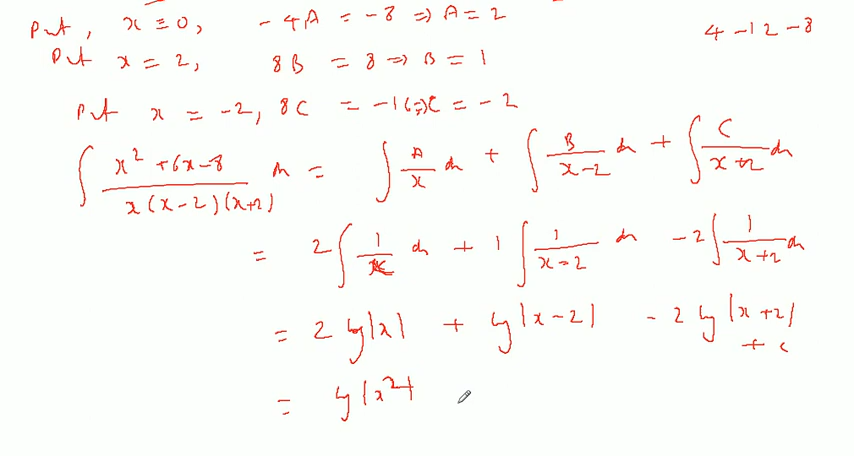 Put, x = 0, -4A = -8 => A = 2
4 - 12 - 8
Put x = 2, 8B = 8 => B = 1
Put x = -2, 8C = -16 => C = -2
∫ x² + 6x - 8 / x(x-2)(x+2) dx = ∫ A/x dx + ∫ B/(x-2) dx + ∫ C/(x+2) dx
= 2∫ 1/x dx + 1∫ 1/(x-2) dx - 2∫ 1/(x+2) dx
= 2 log|x| + log|x-2| - 2 log|x+2|
+ c
= log|x²|